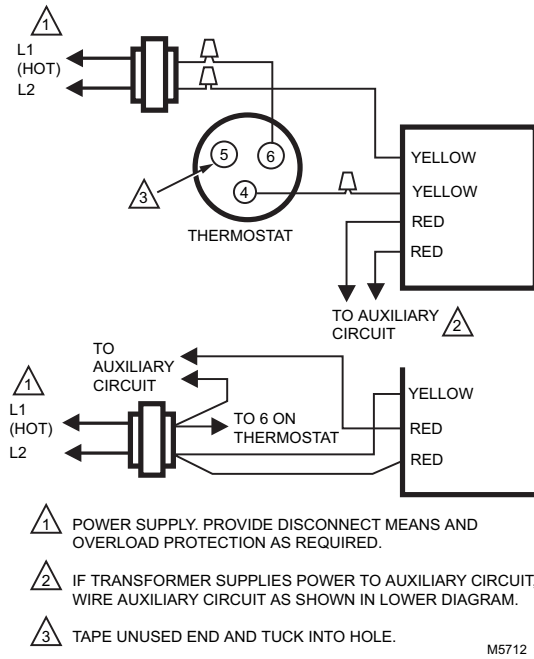 1
L1
(HOT)
L2
5
6
4
3
THERMOSTAT
YELLOW
YELLOW
RED
RED
TO AUXILIARY
CIRCUIT
2
TO
AUXILIARY
CIRCUIT
1
L1
(HOT)
L2
TO 6 ON
THERMOSTAT
YELLOW
RED
RED
1 POWER SUPPLY. PROVIDE DISCONNECT MEANS AND
OVERLOAD PROTECTION AS REQUIRED.
2 IF TRANSFORMER SUPPLIES POWER TO AUXILIARY CIRCUIT,
WIRE AUXILIARY CIRCUIT AS SHOWN IN LOWER DIAGRAM.
3 TAPE UNUSED END AND TUCK INTO HOLE.
M5712